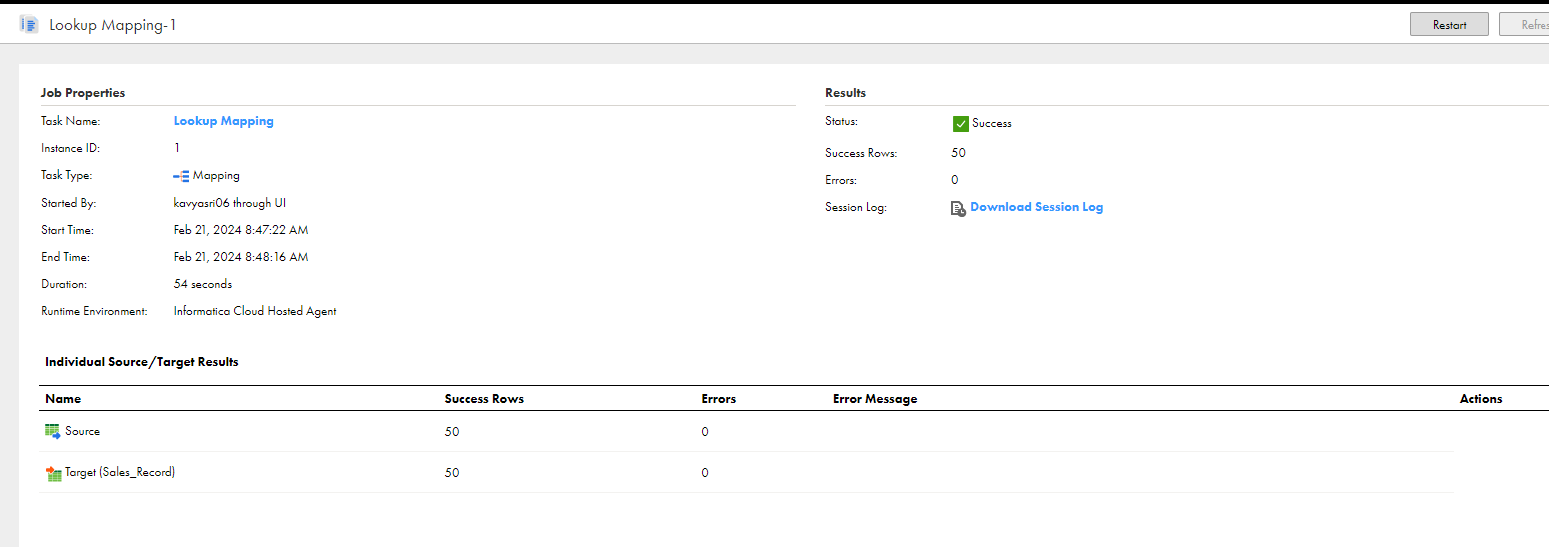 Lookup Mapping-1
Restart
Refres
Job Properties
Task Name: Lookup Mapping
Instance ID: 1
Task Type: Mapping
Started By: kavyasri06 through UI
Start Time: Feb 21, 2024 8:47:22 AM
End Time: Feb 21, 2024 8:48:16 AM
Duration: 54 seconds
Runtime Environment: Informatica Cloud Hosted Agent
Results
Status: Success
Success Rows: 50
Errors: 0
Session Log: Download Session Log
Individual Source/Target Results
Name Success Rows Errors Error Message Actions
Source 50 0
Target (Sales_Record) 50 0